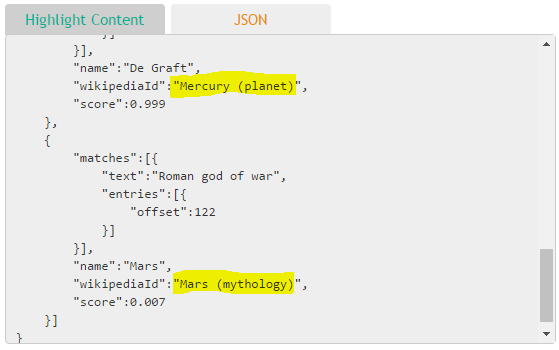 Highlight Content
JSON
}]
}],
"name":"De Graft",
"wikipediaId":"Mercury (planet)",
"score":0.999
},
{
"matches":[{
"text":"Roman god of war",
"entries":[{
"offset":122
}]
}],
"name":"Mars",
"wikipediaId":"Mars (mythology)",
"score":0.007
}]
}